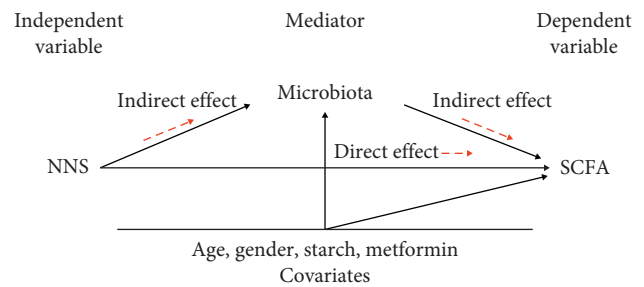 Independent
variable
Mediator
Dependent
variable
Indirect effect
Microbiota
Indirect effect
Direct effect
NNS
SCFA
Age, gender, starch, metformin
Covariates